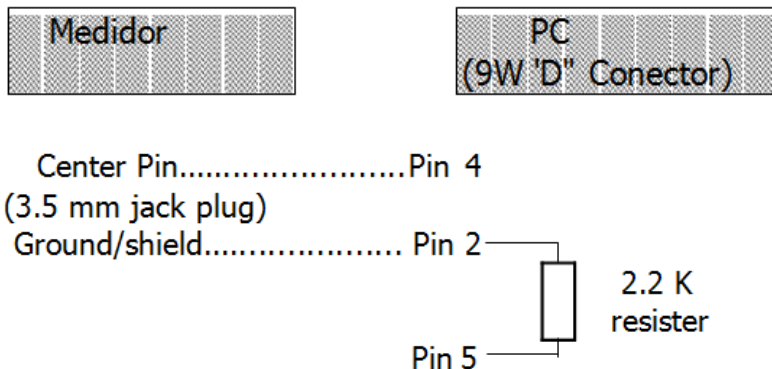 Medidor
PC
(9W 'D" Conector)
Center Pin........................Pin 4
(3.5 mm jack plug)
Ground/shield..................... Pin 2
2.2 K
resister
Pin 5